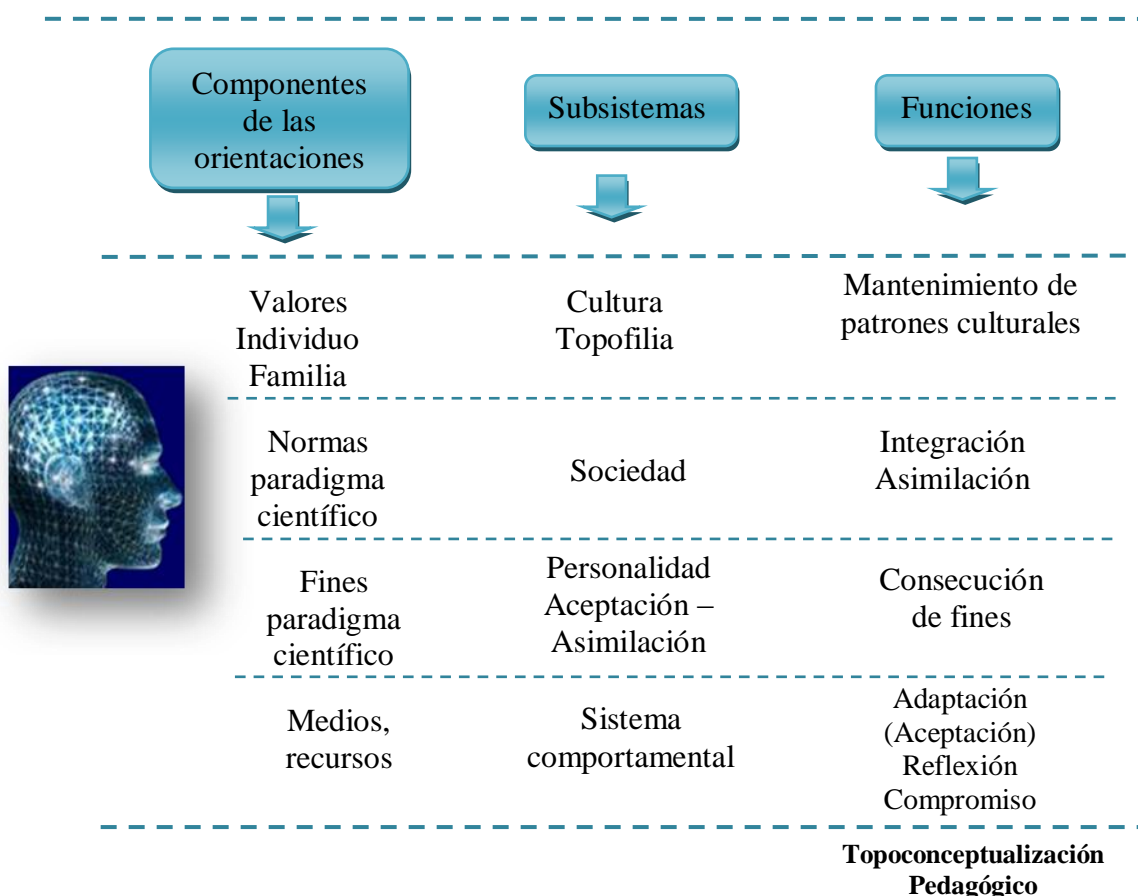 Componentes
de las
orientaciones
Subsistemas
Funciones
Valores
Individuo
Familia
Cultura
Topofilia
Mantenimiento de
patrones culturales
Normas
paradigma
científico
Sociedad
Integración
Asimilación
Fines
paradigma
científico
Personalidad
Aceptación –
Asimilación
Consecución
de fines
Medios,
recursos
Sistema
comportamental
Adaptación
(Aceptación)
Reflexión
Compromiso
Topoconceptualización
Pedagógico